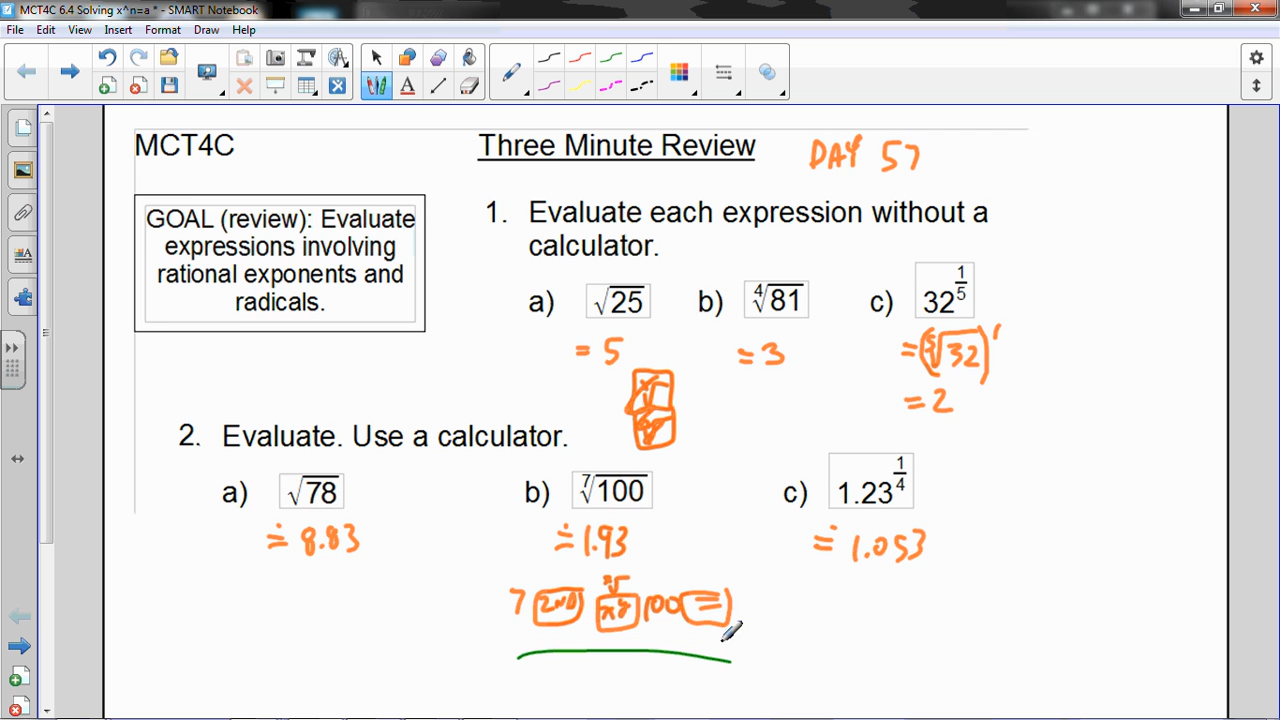 MCT4C 6.4 Solving x^n=a * - SMART Notebook
File Edit View Insert Format Draw Help
MCT4C Three Minute Review DAY 57
GOAL (review): Evaluate
expressions involving
rational exponents and
radicals.
1. Evaluate each expression without a
calculator.
a) √25 b) ∜81 c) 32^(1/5)
= 5 = 3 = (⁵√32)¹
= 2
2. Evaluate. Use a calculator.
a) √78 b) ⁷√100 c) 1.23^(1/4)
≐ 8.83 ≐ 1.93 ≐ 1.053
ˣ√
7 2nd xʸ 100 =